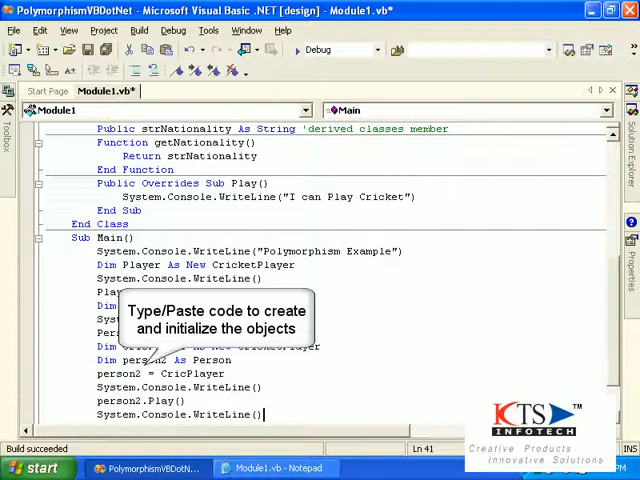 PolymorphismVBDotNet - Microsoft Visual Basic .NET [design] - Module1.vb*
File Edit View Project Build Debug Tools Window Help
Debug
Start Page Module1.vb*
Module1 Main
Toolbox
Solution Explorer
Properties
Public strNationality As String 'derived classes member
Function getNationality()
Return strNationality
End Function
Public Overrides Sub Play()
System.Console.WriteLine("I can Play Cricket")
End Sub
End Class
Sub Main()
System.Console.WriteLine("Polymorphism Example")
Dim Player As New CricketPlayer
System.Console.WriteLine()
Play
Dim
Sys
Type/Paste code to create
and initialize the objects
Pers
Dim person2 As Person
person2 = CricPlayer
System.Console.WriteLine()
person2.Play()
System.Console.WriteLine()
KTS ™
INFOTECH
Creative Products
Innovative Solutions
Build succeeded Ln 41 INS
start PolymorphismVBDotN... Module1.vb - Notepad